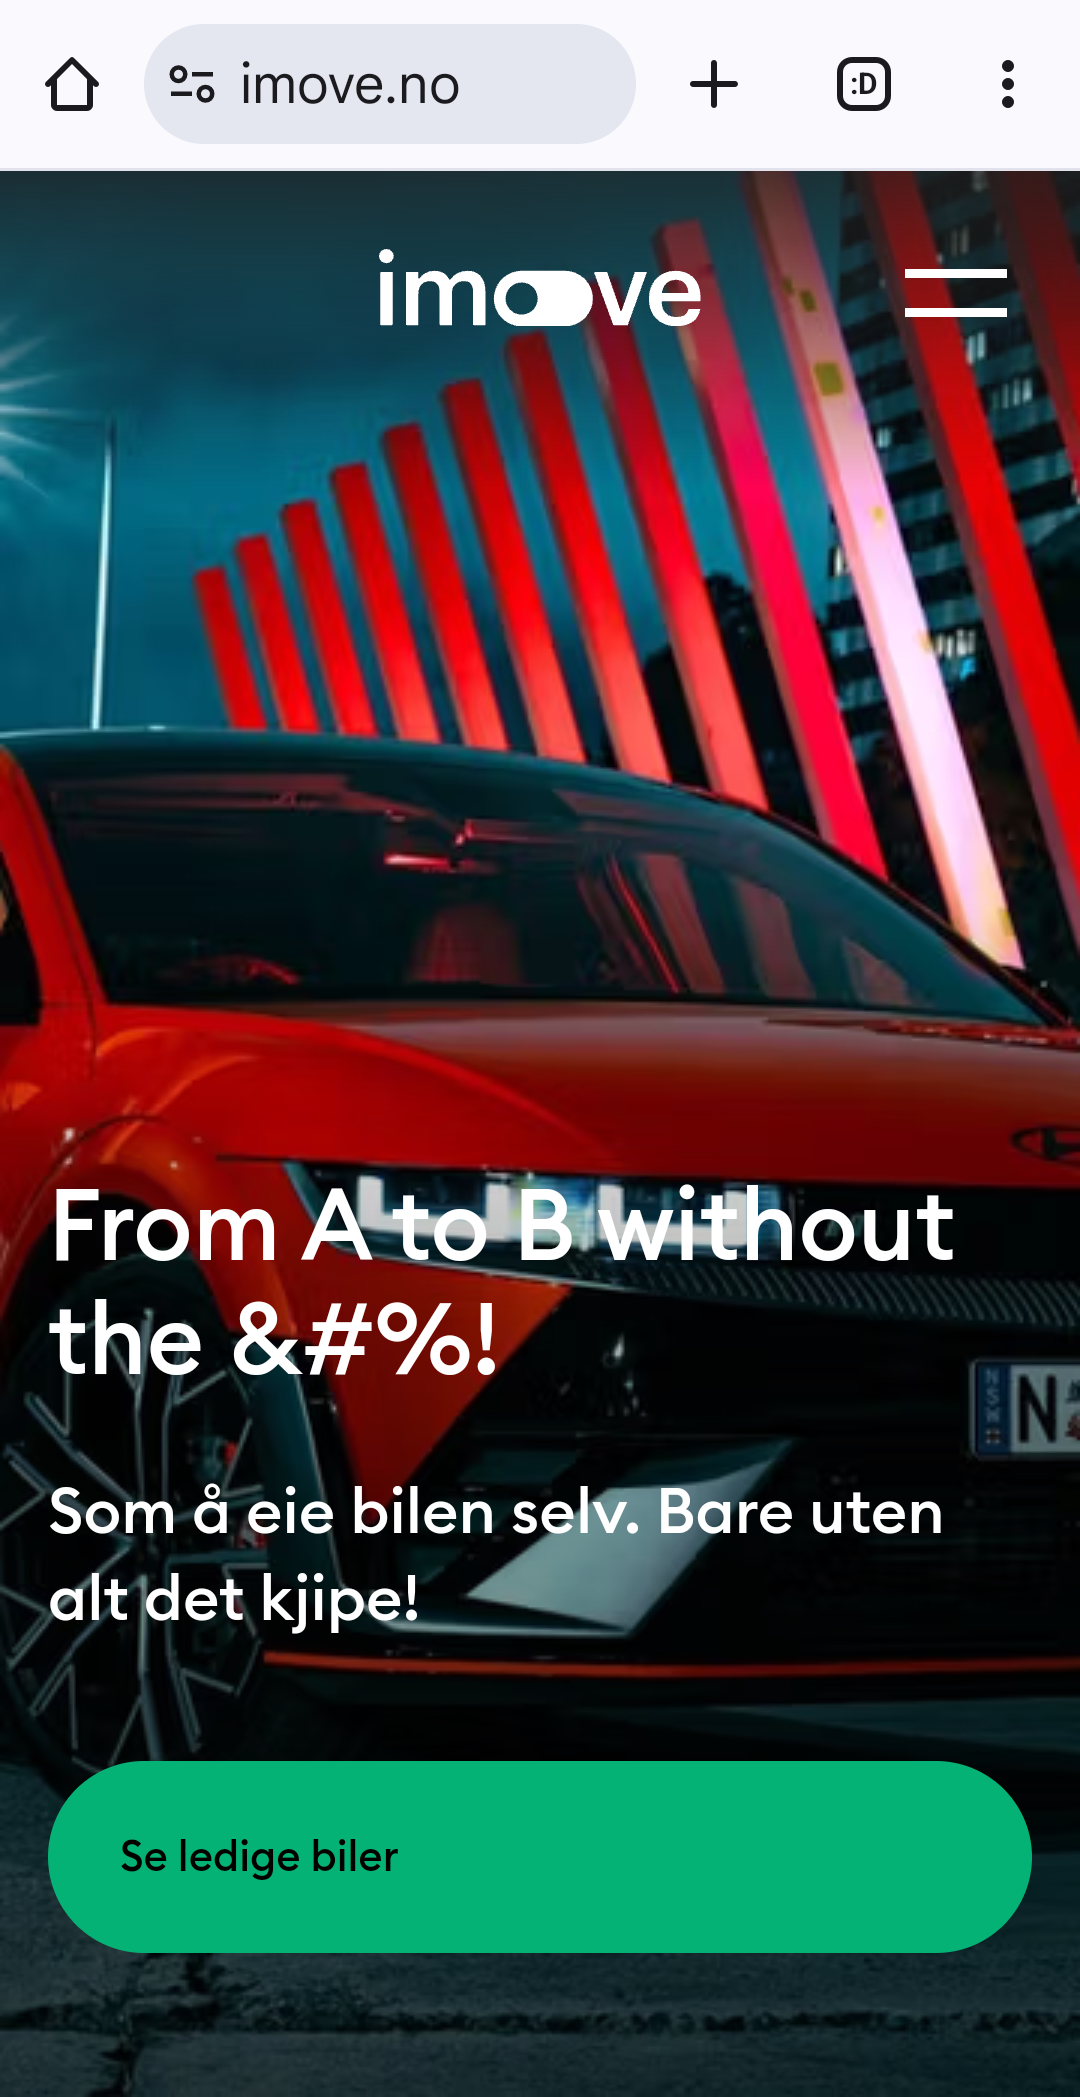 imove.no
:D
imove
From A to B without
the &#%!
NSW
N
Som å eie bilen selv. Bare uten
alt det kjipe!
Se ledige biler